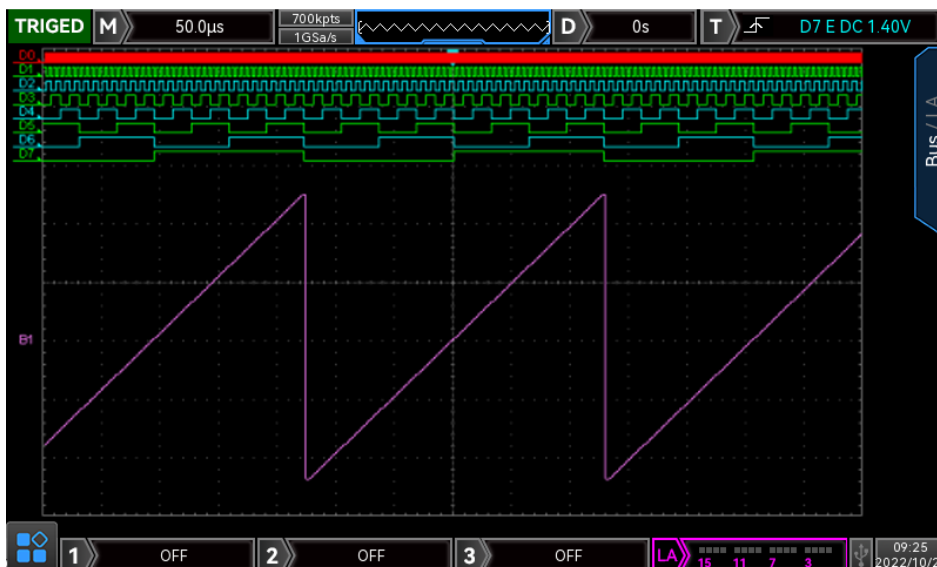 TRIGED M 50.0µs 700kpts D 0s T D7 E DC 1.40V
1GSa/s
D0
D1
D2
D3
D4
D5
D6
D7
Bus / LA
B1
1 OFF 2 OFF 3 OFF LA 15 11 7 3 09:25
2022/10/2